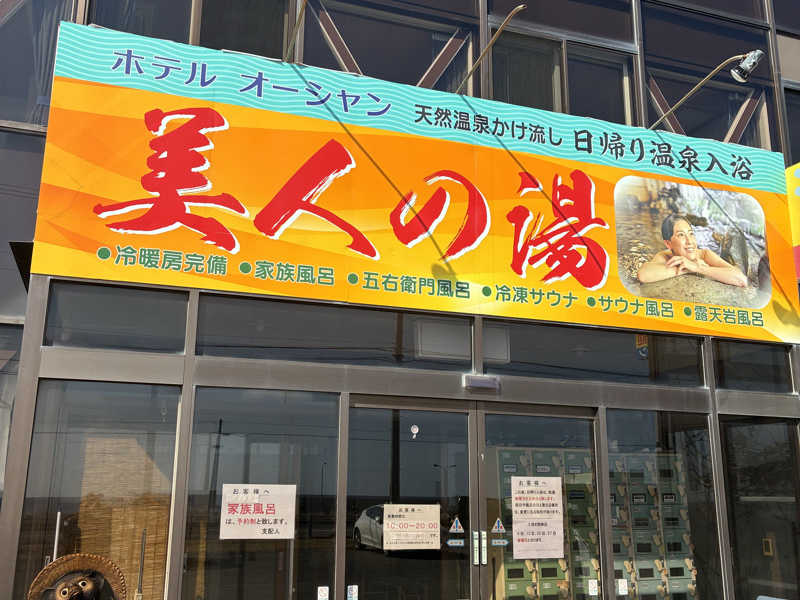 ホテル オーシャン 天然温泉かけ流し 日帰り温泉入浴
美人の湯
●冷暖房完備 ●家族風呂 ●五右衛門風呂 ●冷凍サウナ ●サウナ風呂 ●露天岩風呂
お客様へ
家族風呂
は、予約制と致します。
支配人
お客様へ
10:00〜20:00
お客様へ